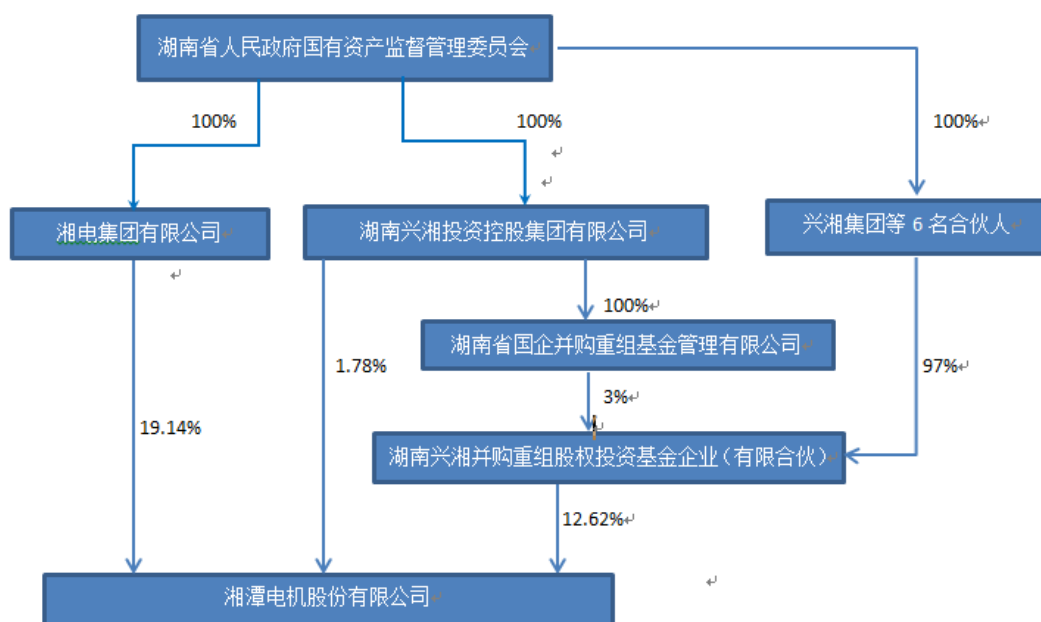 湖南省人民政府国有资产监督管理委员会
100%
100%
100%
湘电集团有限公司
湖南兴湘投资控股集团有限公司
兴湘集团等 6 名合伙人
100%
湖南省国企并购重组基金管理有限公司
1.78%
97%
3%
19.14%
湖南兴湘并购重组股权投资基金企业（有限合伙）
12.62%
湘潭电机股份有限公司